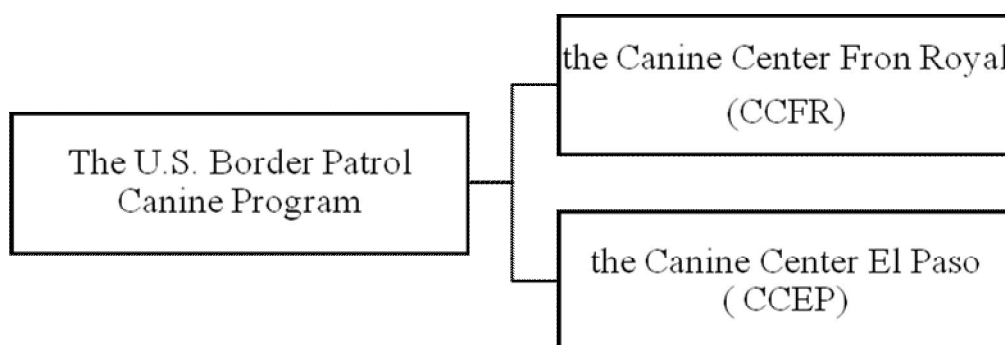 the Canine Center Fron Royal
(CCFR)
The U.S. Border Patrol
Canine Program
the Canine Center El Paso
( CCEP)